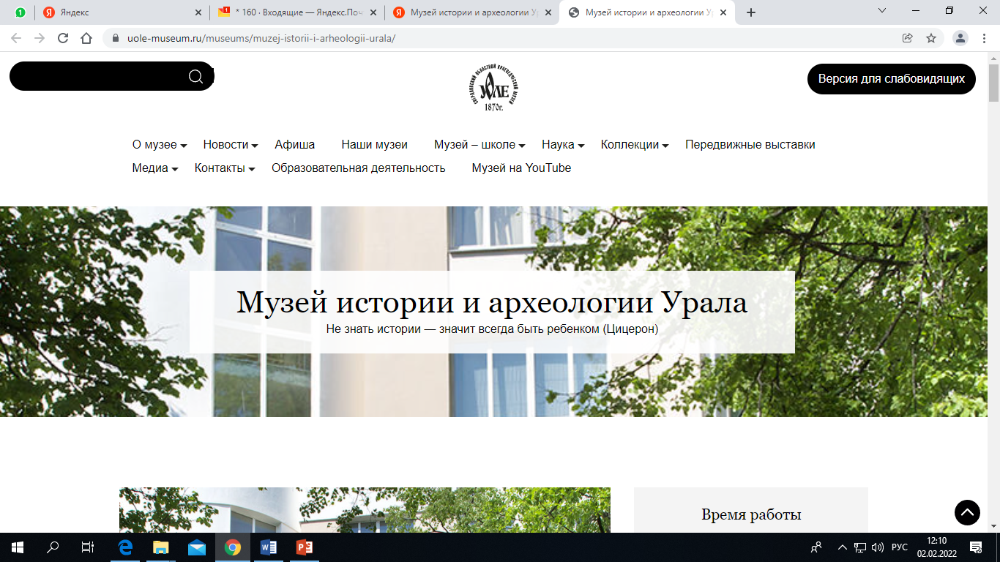 Яндекс
* 160 · Входящие — Яндекс.Поч
Музей истории и археологии Ур
Музей истории и археологии Ур
uole-museum.ru/museums/muzej-istorii-i-arheologii-urala/
СВЕРДЛОВСКИЙ ОБЛАСТНОЙ КРАЕВЕДЧЕСКИЙ МУЗЕЙ
УОЛЕ
1870г.
Версия для слабовидящих
О музее Новости Афиша Наши музеи Музей – школе Наука Коллекции Передвижные выставки
Медиа Контакты Образовательная деятельность Музей на YouTube
Музей истории и археологии Урала
Не знать истории — значит всегда быть ребенком (Цицерон)
Время работы
РУС
12:10
02.02.2022